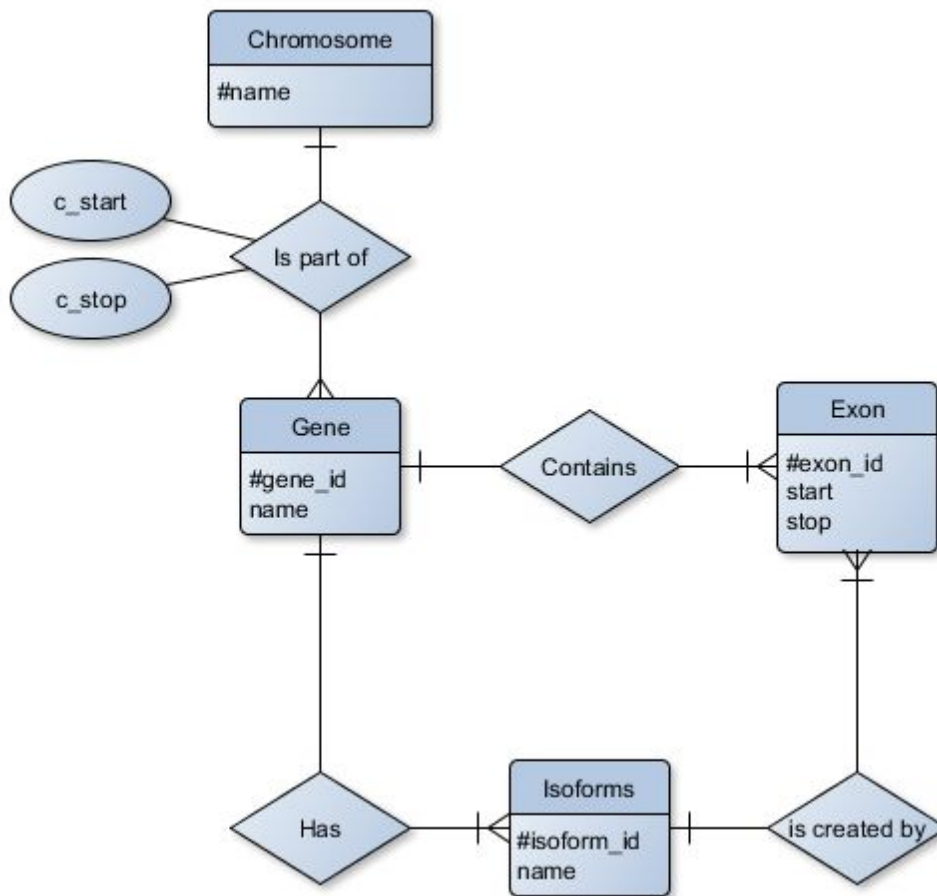 Chromosome
#name
c_start
Is part of
c_stop
Gene
#gene_id
name
Contains
Exon
#exon_id
start
stop
Has
Isoforms
#isoform_id
name
is created by